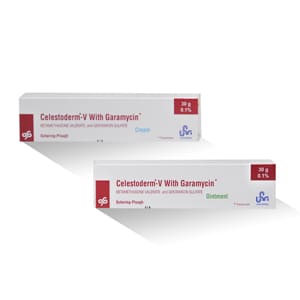 Celestoderm®-V With Garamycin®
BETAMETHASONE VALERATE, and GENTAMICIN SULFATE
Cream
Schering-Plough
30 g
0.1%
Celestoderm®-V With Garamycin®
BETAMETHASONE VALERATE, and GENTAMICIN SULFATE
Ointment
Schering-Plough
30 g
0.1%